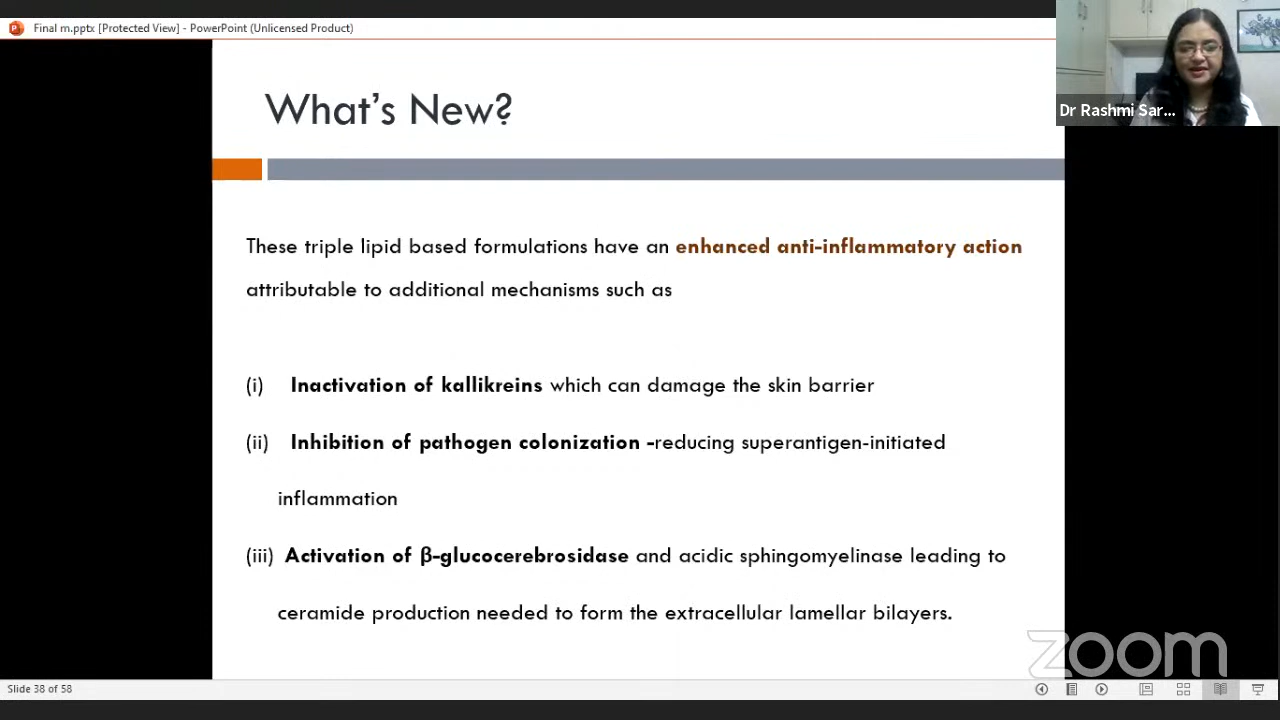 Final m.pptx [Protected View] - PowerPoint (Unlicensed Product)
Dr Rashmi Sar...
What's New?
These triple lipid based formulations have an enhanced anti-inflammatory action
attributable to additional mechanisms such as
(i) Inactivation of kallikreins which can damage the skin barrier
(ii) Inhibition of pathogen colonization -reducing superantigen-initiated
inflammation
(iii) Activation of β-glucocerebrosidase and acidic sphingomyelinase leading to
ceramide production needed to form the extracellular lamellar bilayers.
zoom
Slide 38 of 58